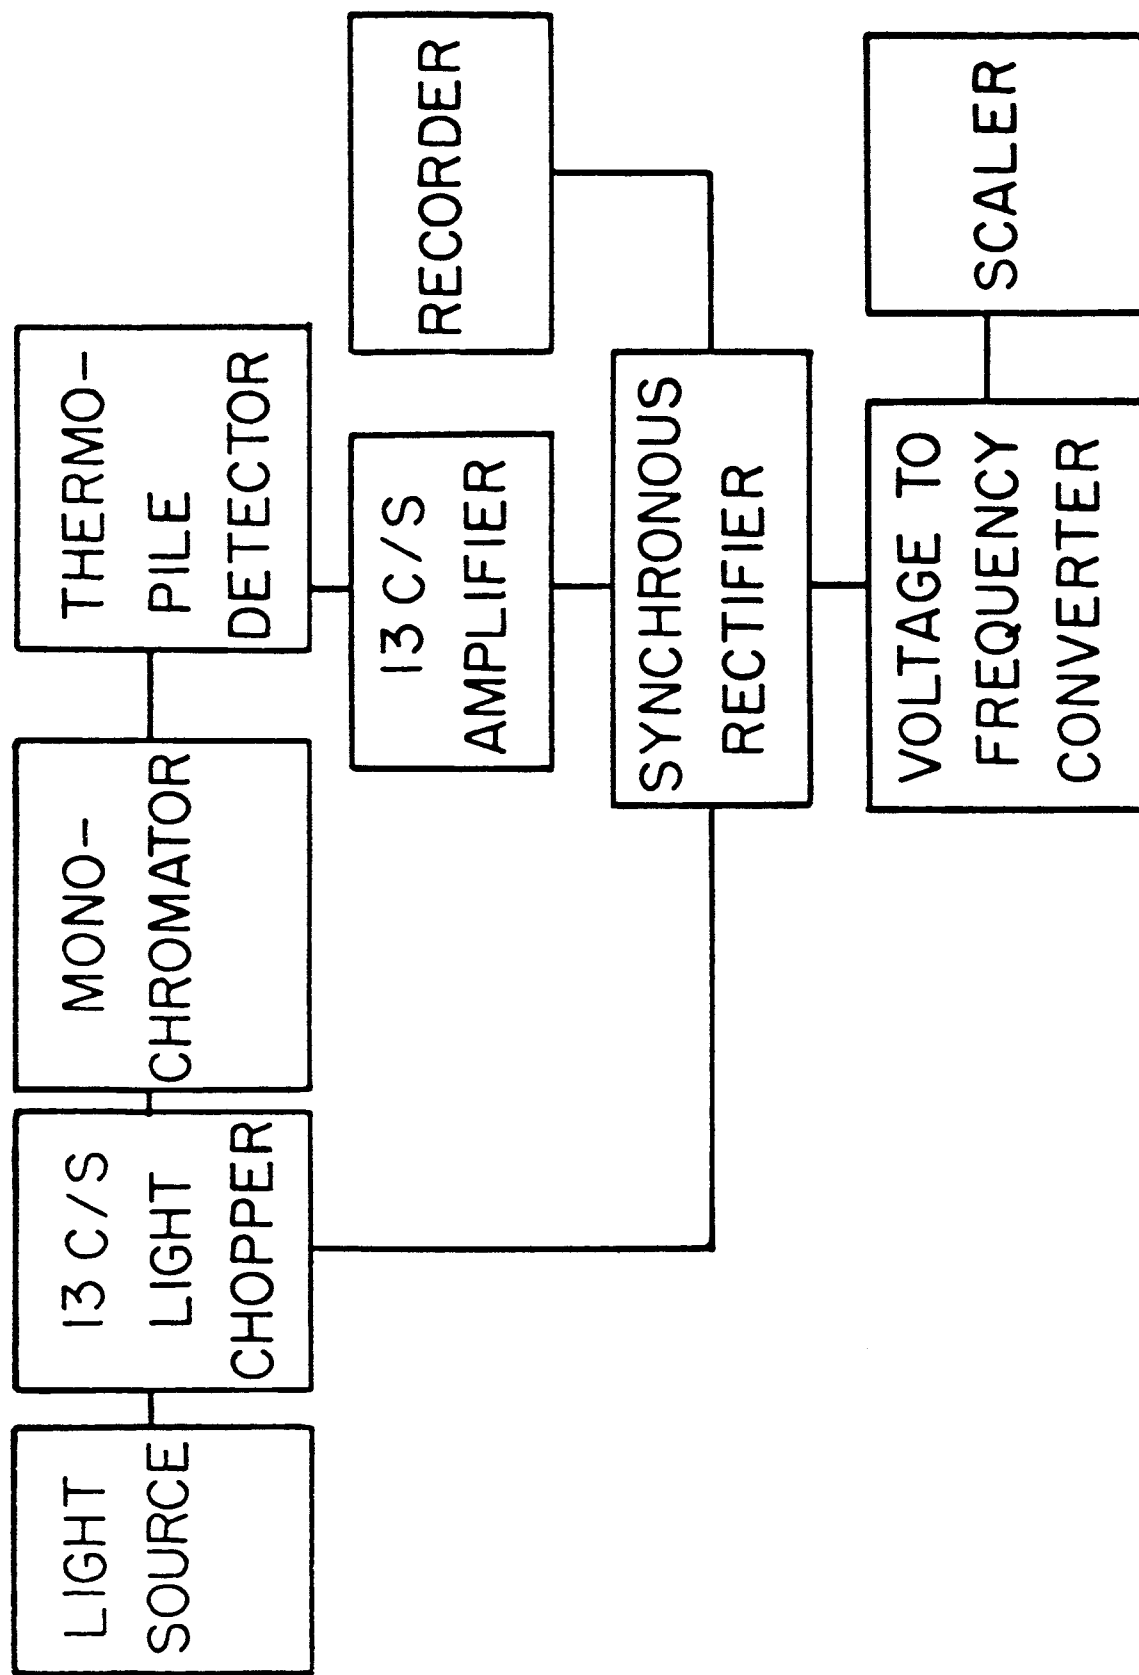 LIGHT
SOURCE
13 C/S
LIGHT
CHOPPER
MONO-
CHROMATOR
THERMO-
PILE
DETECTOR
13 C/S
AMPLIFIER
RECORDER
SYNCHRONOUS
RECTIFIER
VOLTAGE TO
FREQUENCY
CONVERTER
SCALER